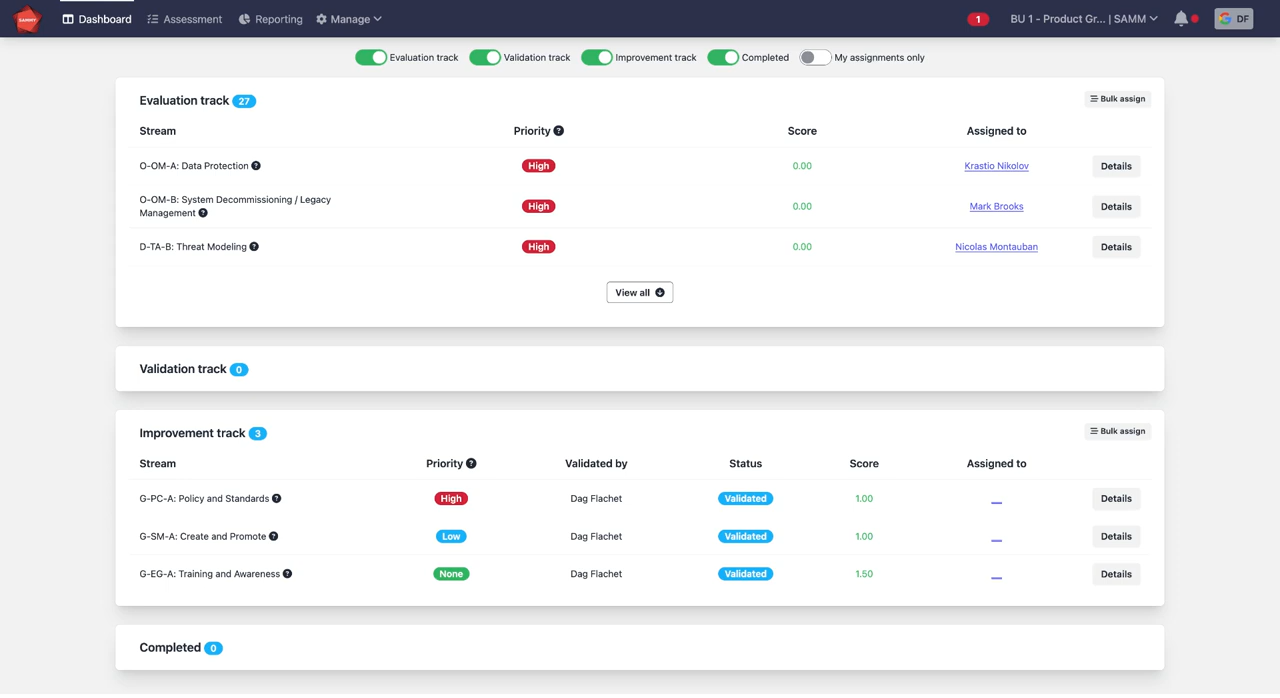 SAMMY Dashboard Assessment Reporting Manage 1 BU 1 - Product Gr... | SAMM DF
Evaluation track Validation track Improvement track Completed My assignments only
Evaluation track 27 Bulk assign
Stream Priority ? Score Assigned to
O-OM-A: Data Protection ? High 0.00 Krastio Nikolov Details
O-OM-B: System Decommissioning / Legacy
Management ? High 0.00 Mark Brooks Details
D-TA-B: Threat Modeling ? High 0.00 Nicolas Montauban Details
View all
Validation track 0
Improvement track 3 Bulk assign
Stream Priority ? Validated by Status Score Assigned to
G-PC-A: Policy and Standards ? High Dag Flachet Validated 1.00 — Details
G-SM-A: Create and Promote ? Low Dag Flachet Validated 1.00 — Details
G-EG-A: Training and Awareness ? None Dag Flachet Validated 1.50 — Details
Completed 0